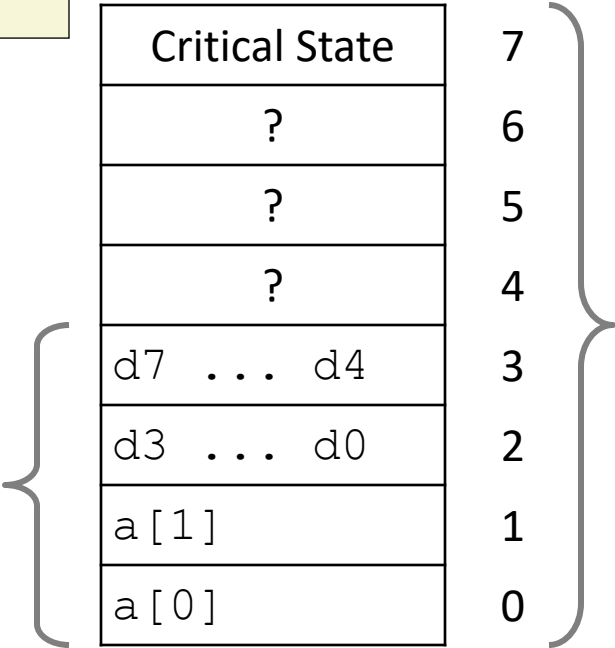 Critical State 7
? 6
? 5
? 4
d7 ... d4 3
d3 ... d0 2
a[1] 1
a[0] 0